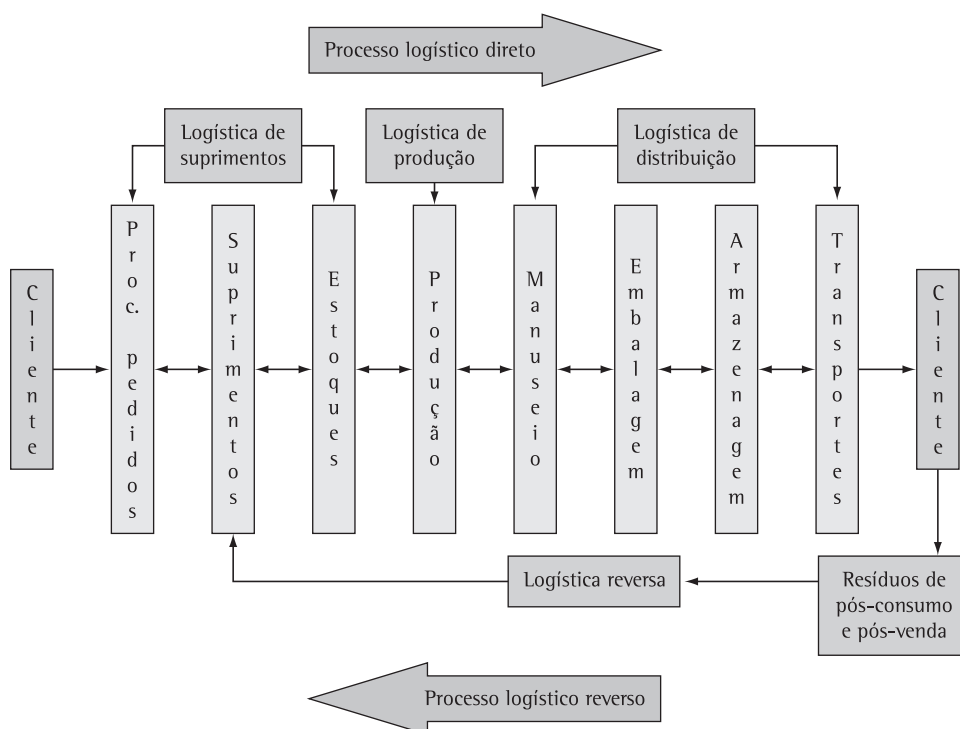 Processo logístico direto
Logística de
suprimentos
Logística de
produção
Logística de
distribuição
Cliente
Proc. pedidos
Suprimentos
Estoques
Produção
Manuseio
Embalagem
Armazenagem
Transportes
Cliente
Logística reversa
Resíduos de
pós-consumo
e pós-venda
Processo logístico reverso